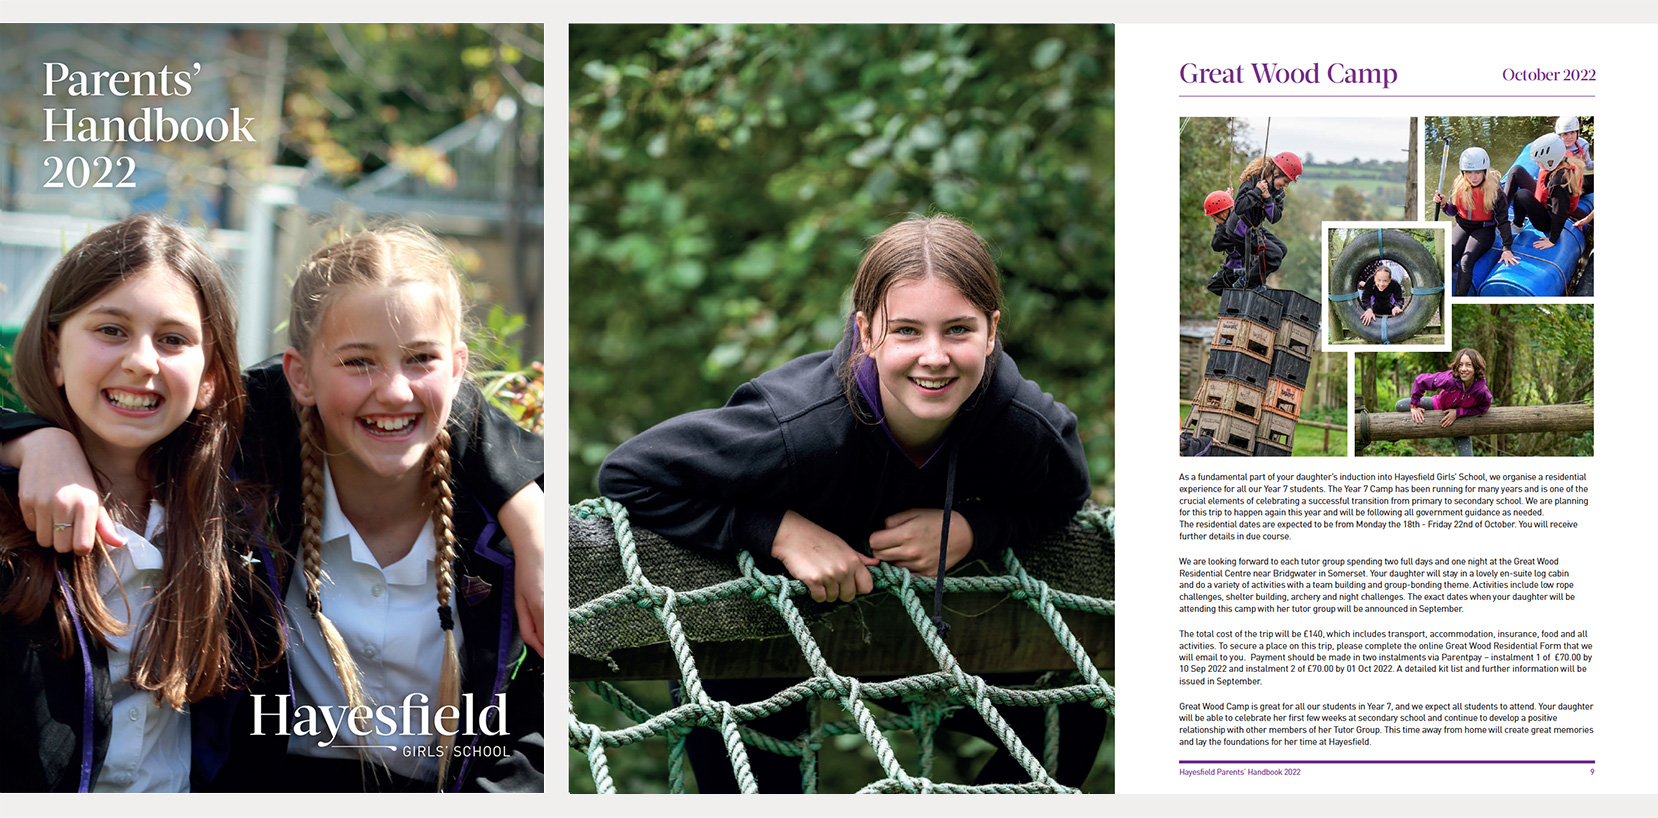 Parents’
Handbook
2022
Hayesfield
GIRLS’ SCHOOL
Great Wood Camp
October 2022
As a fundamental part of your daughter’s induction into Hayesfield Girls’ School, we organise a residential
experience for all our Year 7 students. The Year 7 Camp has been running for many years and is one of the
crucial elements of celebrating a successful transition from primary to secondary school. We are planning
for this trip to happen again this year and will be following all government guidance as needed.
The residential dates are expected to be from Monday the 18th - Friday 22nd of October. You will receive
further details in due course.
We are looking forward to each tutor group spending two full days and one night at the Great Wood
Residential Centre near Bridgwater in Somerset. Your daughter will stay in a lovely en-suite log cabin
and do a variety of activities with a team building and group-bonding theme. Activities include low rope
challenges, shelter building, archery and night challenges. The exact dates when your daughter will be
attending this camp with her tutor group will be announced in September.
The total cost of the trip will be £140, which includes transport, accommodation, insurance, food and all
activities. To secure a place on this trip, please complete the online Great Wood Residential Form that we
will email to you. Payment should be made in two instalments via Parentpay – instalment 1 of £70.00 by
10 Sep 2022 and instalment 2 of £70.00 by 01 Oct 2022. A detailed kit list and further information will be
issued in September.
Great Wood Camp is great for all our students in Year 7, and we expect all students to attend. Your daughter
will be able to celebrate her first few weeks at secondary school and continue to develop a positive
relationship with other members of her Tutor Group. This time away from home will create great memories
and lay the foundations for her time at Hayesfield.
Hayesfield Parents’ Handbook 2022
9